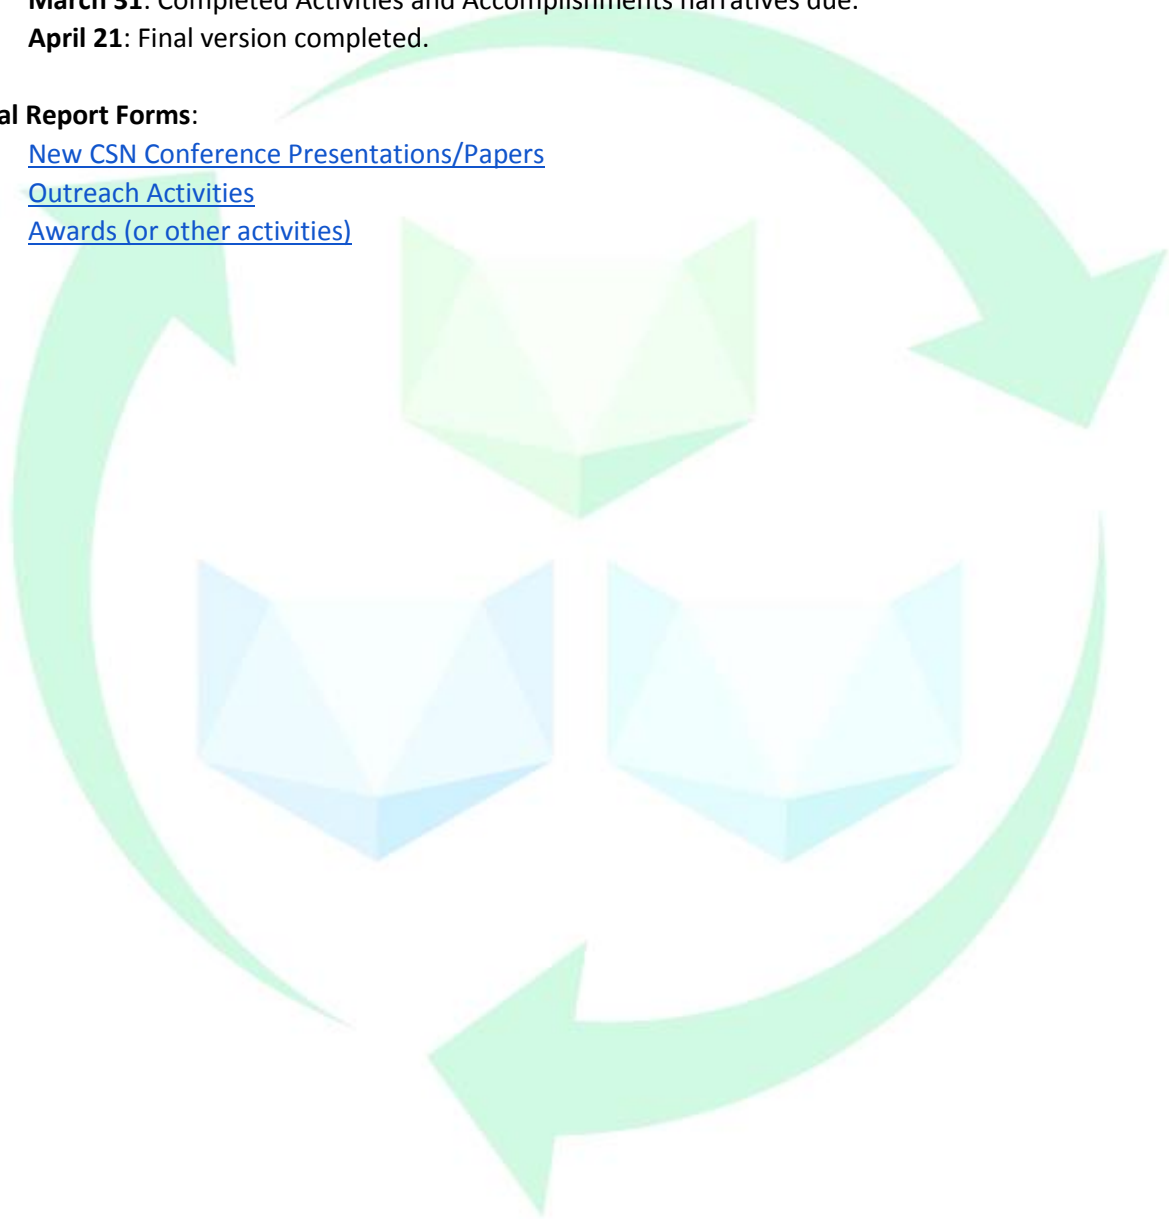 March 31: Completed Activities and Accomplishments narratives due.
April 21: Final version completed.
al Report Forms:
New CSN Conference Presentations/Papers
Outreach Activities
Awards (or other activities)